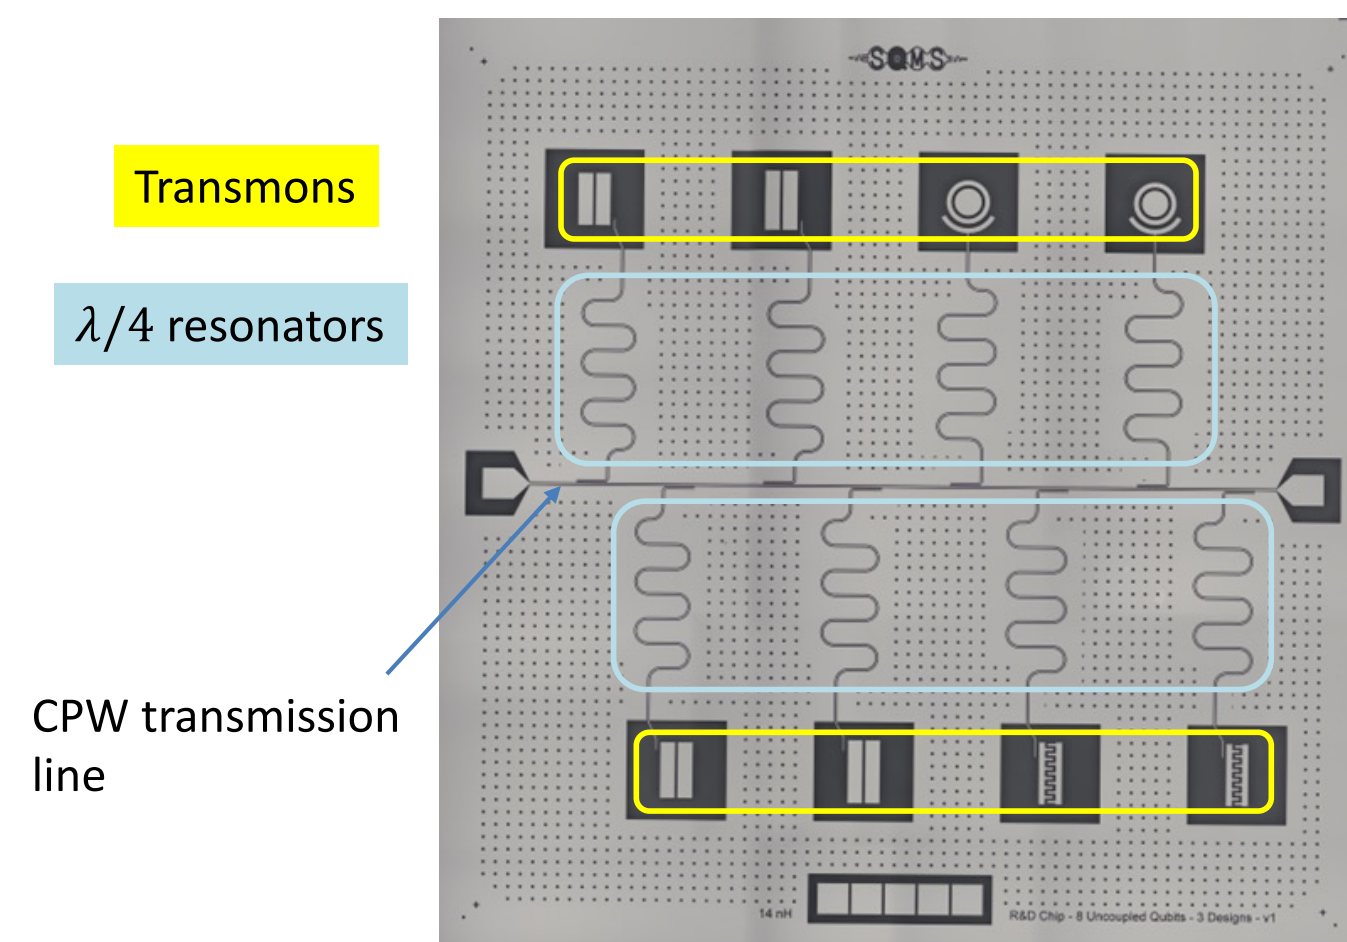 SQMS
Transmons
λ/4 resonators
CPW transmission
line
14 nH
R&D Chip - 8 Uncoupled Qubits - 3 Designs - v1